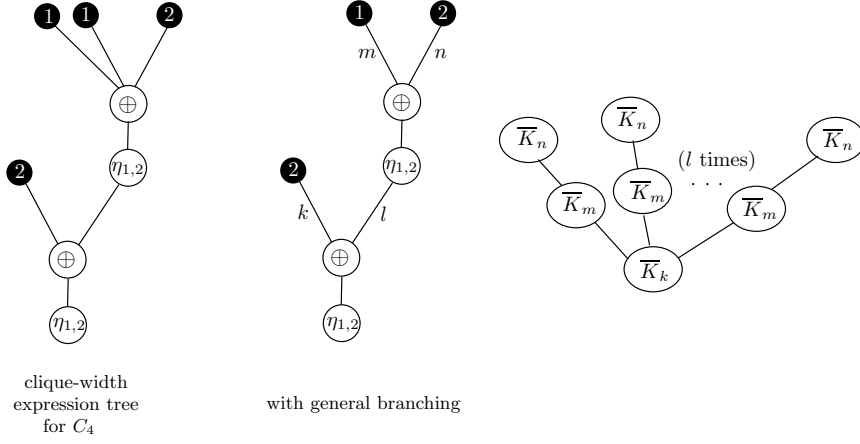 1 1 2
⊕
η1,2
2
⊕
η1,2
clique-width
expression tree
for C4
1 2
m n
⊕
η1,2
2
k l
⊕
η1,2
with general branching
K̅n K̅n K̅n
(l times)
· · ·
K̅m K̅m K̅m
K̅k